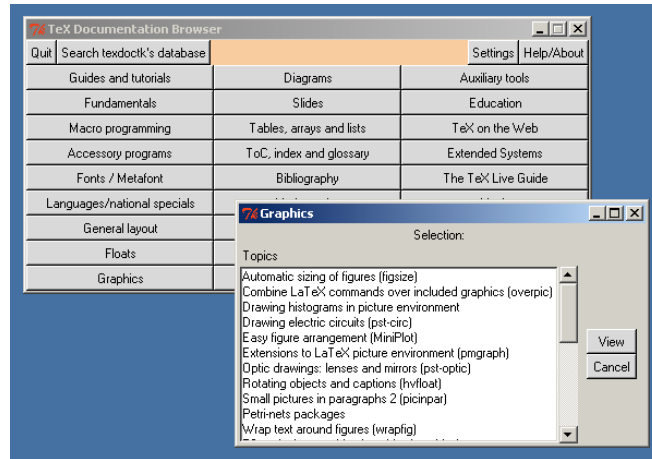 TeX Documentation Browser
Quit Search texdoctk's database Settings Help/About
Guides and tutorials Diagrams Auxiliary tools
Fundamentals Slides Education
Macro programming Tables, arrays and lists TeX on the Web
Accessory programs ToC, index and glossary Extended Systems
Fonts / Metafont Bibliography The TeX Live Guide
Languages/national specials
General layout
Floats
Graphics
Graphics
Selection:
Topics
Automatic sizing of figures (figsize)
Combine LaTeX commands over included graphics (overpic)
Drawing histograms in picture environment
Drawing electric circuits (pst-circ)
Easy figure arrangement (MiniPlot)
Extensions to LaTeX picture environment (pmgraph)
Optic drawings: lenses and mirrors (pst-optic)
Rotating objects and captions (hvfloat)
Small pictures in paragraphs 2 (picinpar)
Petri-nets packages
Wrap text around figures (wrapfig)
View
Cancel